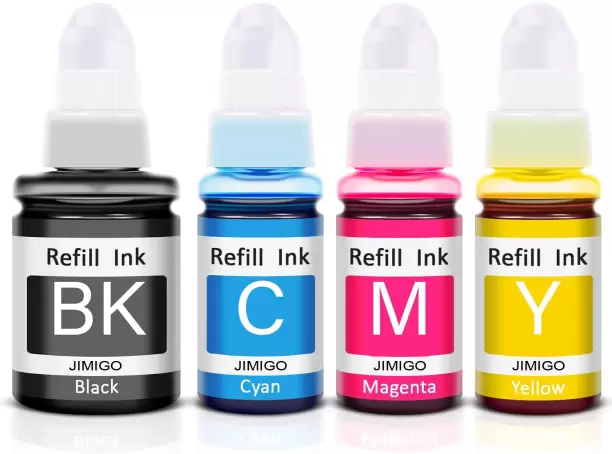 Refill Ink
BK
JIMIGO
Black
Refill Ink
C
JIMIGO
Cyan
Refill Ink
M
JIMIGO
Magenta
Refill Ink
Y
JIMIGO
Yellow